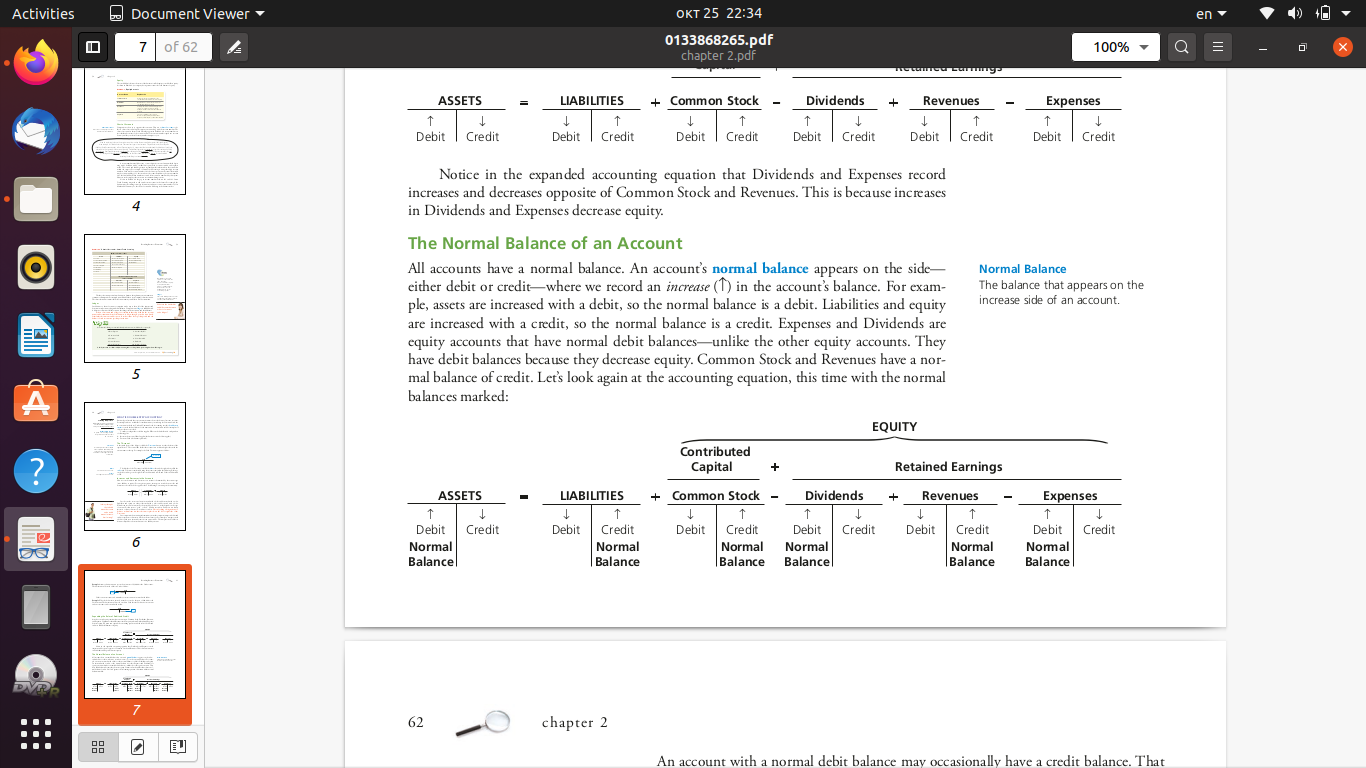 Activities
Document Viewer
окт 25 22:34
en
7
of 62
0133868265.pdf
chapter 2.pdf
100%
4
5
6
7
Capital + Retained Earnings
ASSETS = LIABILITIES + Common Stock − Dividends + Revenues − Expenses
↑ ↓ ↓ ↑ ↓ ↑ ↑ ↓ ↓ ↑ ↑ ↓
Debit Credit Debit Credit Debit Credit Debit Credit Debit Credit Debit Credit
Notice in the expanded accounting equation that Dividends and Expenses record
increases and decreases opposite of Common Stock and Revenues. This is because increases
in Dividends and Expenses decrease equity.
The Normal Balance of an Account
All accounts have a normal balance. An account's normal balance appears on the side—
either debit or credit—where we record an increase (↑) in the account's balance. For exam-
ple, assets are increased with a debit, so the normal balance is a debit. Liabilities and equity
are increased with a credit, so the normal balance is a credit. Expenses and Dividends are
equity accounts that have normal debit balances—unlike the other equity accounts. They
have debit balances because they decrease equity. Common Stock and Revenues have a nor-
mal balance of credit. Let's look again at the accounting equation, this time with the normal
balances marked:
Normal Balance
The balance that appears on the
increase side of an account.
EQUITY
Contributed
Capital + Retained Earnings
ASSETS = LIABILITIES + Common Stock − Dividends + Revenues − Expenses
↑ ↓ ↓ ↑ ↓ ↑ ↑ ↓ ↓ ↑ ↑ ↓
Debit Credit Debit Credit Debit Credit Debit Credit Debit Credit Debit Credit
Normal Normal Normal Normal Normal Normal
Balance Balance Balance Balance Balance Balance
62 chapter 2
An account with a normal debit balance may occasionally have a credit balance. That